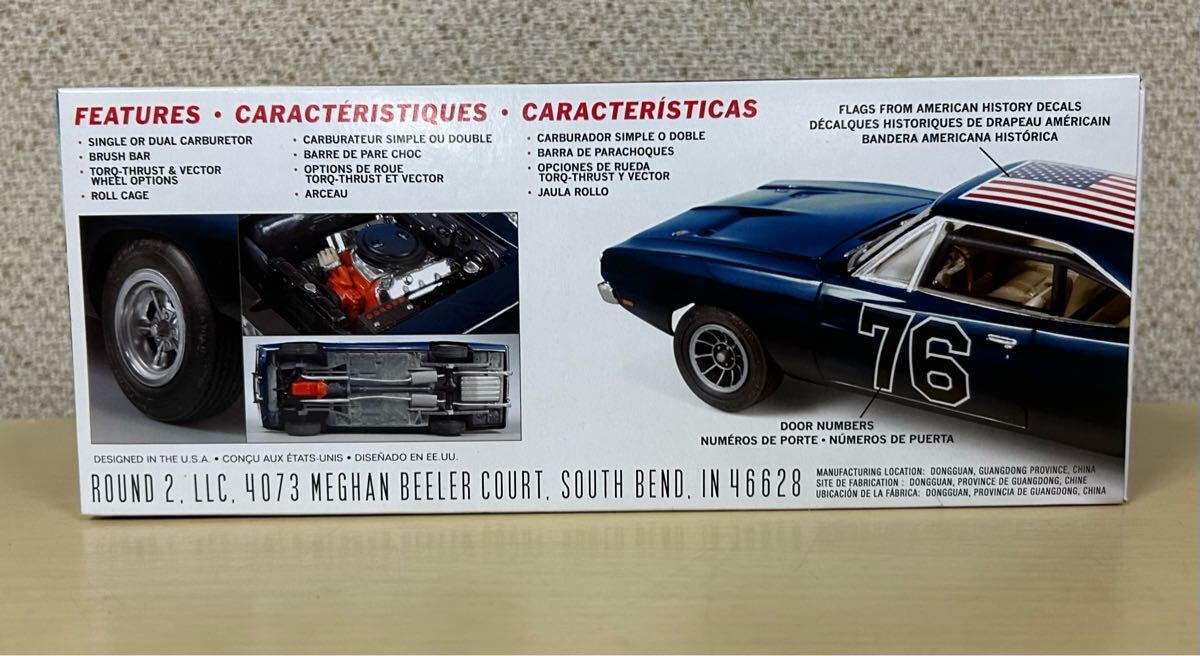 FEATURES • CARACTÉRISTIQUES • CARACTERÍSTICAS
• SINGLE OR DUAL CARBURETOR
• BRUSH BAR
• TORQ-THRUST & VECTOR
WHEEL OPTIONS
• ROLL CAGE
• CARBURATEUR SIMPLE OU DOUBLE
• BARRE DE PARE CHOC
• OPTIONS DE ROUE
TORQ-THRUST ET VECTOR
• ARCEAU
• CARBURADOR SIMPLE O DOBLE
• BARRA DE PARACHOQUES
• OPCIONES DE RUEDA
TORQ-THRUST Y VECTOR
• JAULA ROLLO
FLAGS FROM AMERICAN HISTORY DECALS
DÉCALQUES HISTORIQUES DE DRAPEAU AMÉRICAIN
BANDERA AMERICANA HISTÓRICA
76
DOOR NUMBERS
NUMÉROS DE PORTE • NÚMEROS DE PUERTA
DESIGNED IN THE U.S.A. • CONÇU AUX ÉTATS-UNIS • DISEÑADO EN EE.UU.
ROUND 2, LLC, 4073 MEGHAN BEELER COURT, SOUTH BEND, IN 46628
MANUFACTURING LOCATION: DONGGUAN, GUANGDONG PROVINCE, CHINA
SITE DE FABRICATION : DONGGUAN, PROVINCE DE GUANGDONG, CHINE
UBICACIÓN DE LA FÁBRICA: DONGGUAN, PROVINCIA DE GUANGDONG, CHINA